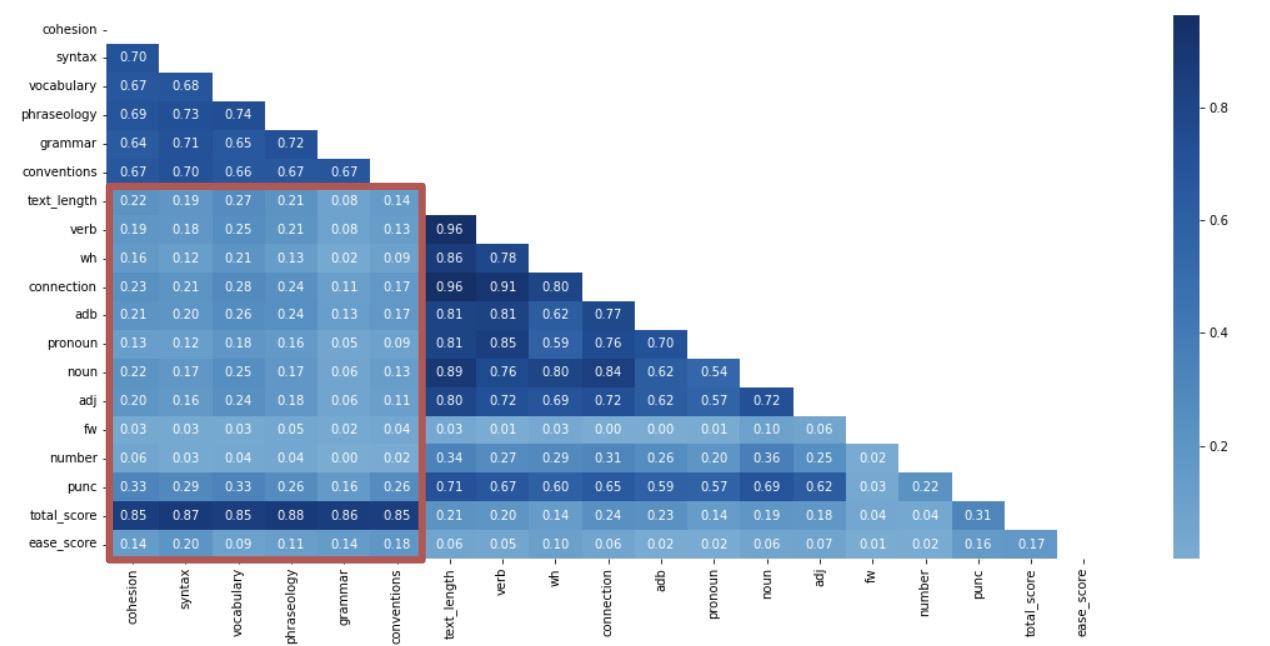 cohesion -
syntax - 0.70
vocabulary - 0.67 0.68
phraseology - 0.69 0.73 0.74
grammar - 0.64 0.71 0.65 0.72
conventions - 0.67 0.70 0.66 0.67 0.67
text_length - 0.22 0.19 0.27 0.21 0.08 0.14
verb - 0.19 0.18 0.25 0.21 0.08 0.13 0.96
wh - 0.16 0.12 0.21 0.13 0.02 0.09 0.86 0.78
connection - 0.23 0.21 0.28 0.24 0.11 0.17 0.96 0.91 0.80
adb - 0.21 0.20 0.26 0.24 0.13 0.17 0.81 0.81 0.62 0.77
pronoun - 0.13 0.12 0.18 0.16 0.05 0.09 0.81 0.85 0.59 0.76 0.70
noun - 0.22 0.17 0.25 0.17 0.06 0.13 0.89 0.76 0.80 0.84 0.62 0.54
adj - 0.20 0.16 0.24 0.18 0.06 0.11 0.80 0.72 0.69 0.72 0.62 0.57 0.72
fw - 0.03 0.03 0.03 0.05 0.02 0.04 0.03 0.01 0.03 0.00 0.00 0.01 0.10 0.06
number - 0.06 0.03 0.04 0.04 0.00 0.02 0.34 0.27 0.29 0.31 0.26 0.20 0.36 0.25 0.02
punc - 0.33 0.29 0.33 0.26 0.16 0.26 0.71 0.67 0.60 0.65 0.59 0.57 0.69 0.62 0.03 0.22
total_score - 0.85 0.87 0.85 0.88 0.86 0.85 0.21 0.20 0.14 0.24 0.23 0.14 0.19 0.18 0.04 0.04 0.31
ease_score - 0.14 0.20 0.09 0.11 0.14 0.18 0.06 0.05 0.10 0.06 0.02 0.02 0.06 0.07 0.01 0.02 0.16 0.17
cohesion
syntax
vocabulary
phraseology
grammar
conventions
text_length
verb
wh
connection
adb
pronoun
noun
adj
fw
number
punc
total_score
ease_score
0.8
0.6
0.4
0.2